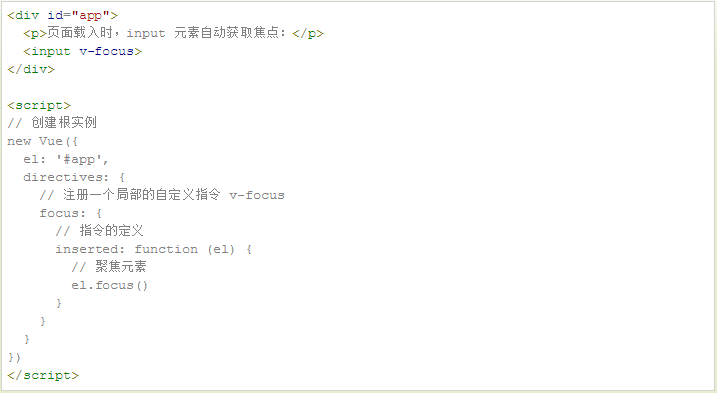 <div id="app">
  <p>页面载入时，input 元素自动获取焦点：</p>
  <input v-focus>
</div>

<script>
// 创建根实例
new Vue({
  el: '#app',
  directives: {
    // 注册一个局部的自定义指令 v-focus
    focus: {
      // 指令的定义
      inserted: function (el) {
        // 聚焦元素
        el.focus()
      }
    }
  }
})
</script>